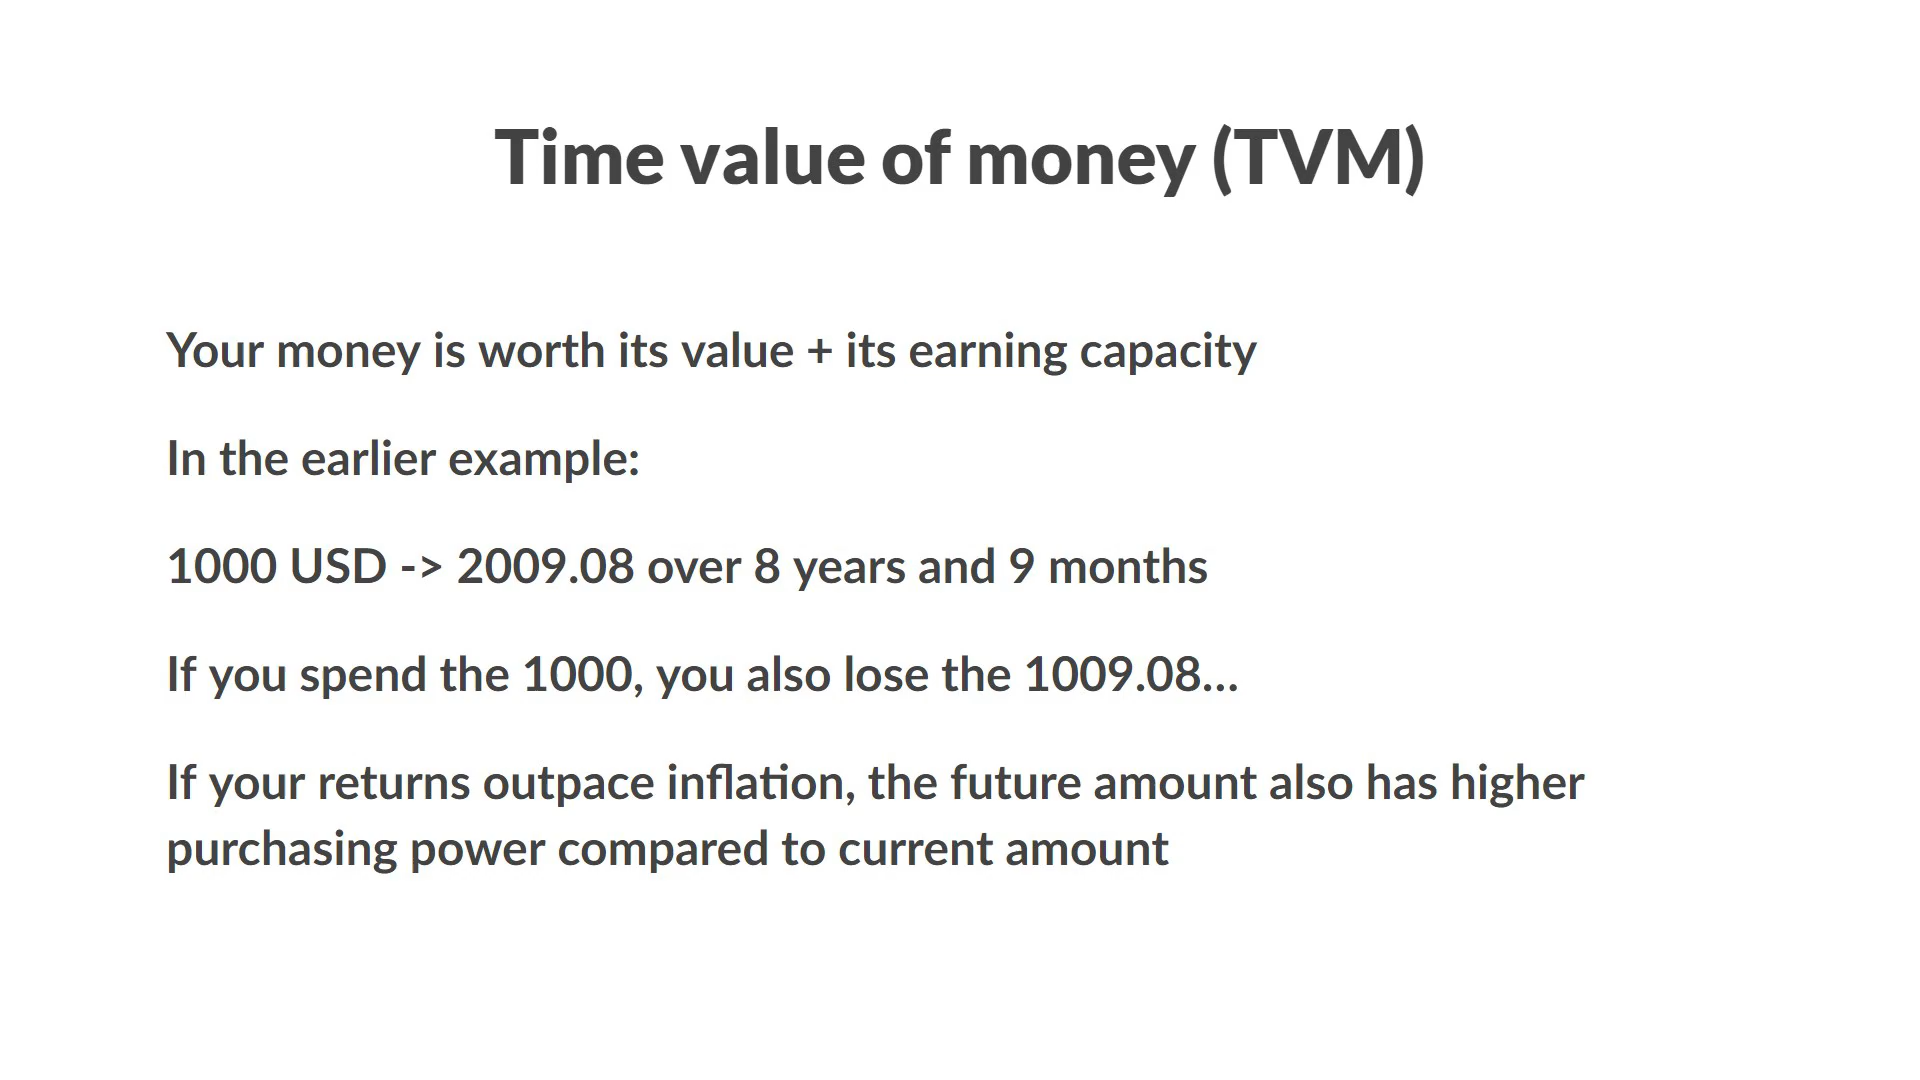 Time value of money (TVM)
Your money is worth its value + its earning capacity
In the earlier example:
1000 USD -> 2009.08 over 8 years and 9 months
If you spend the 1000, you also lose the 1009.08...
If your returns outpace inflation, the future amount also has higher
purchasing power compared to current amount